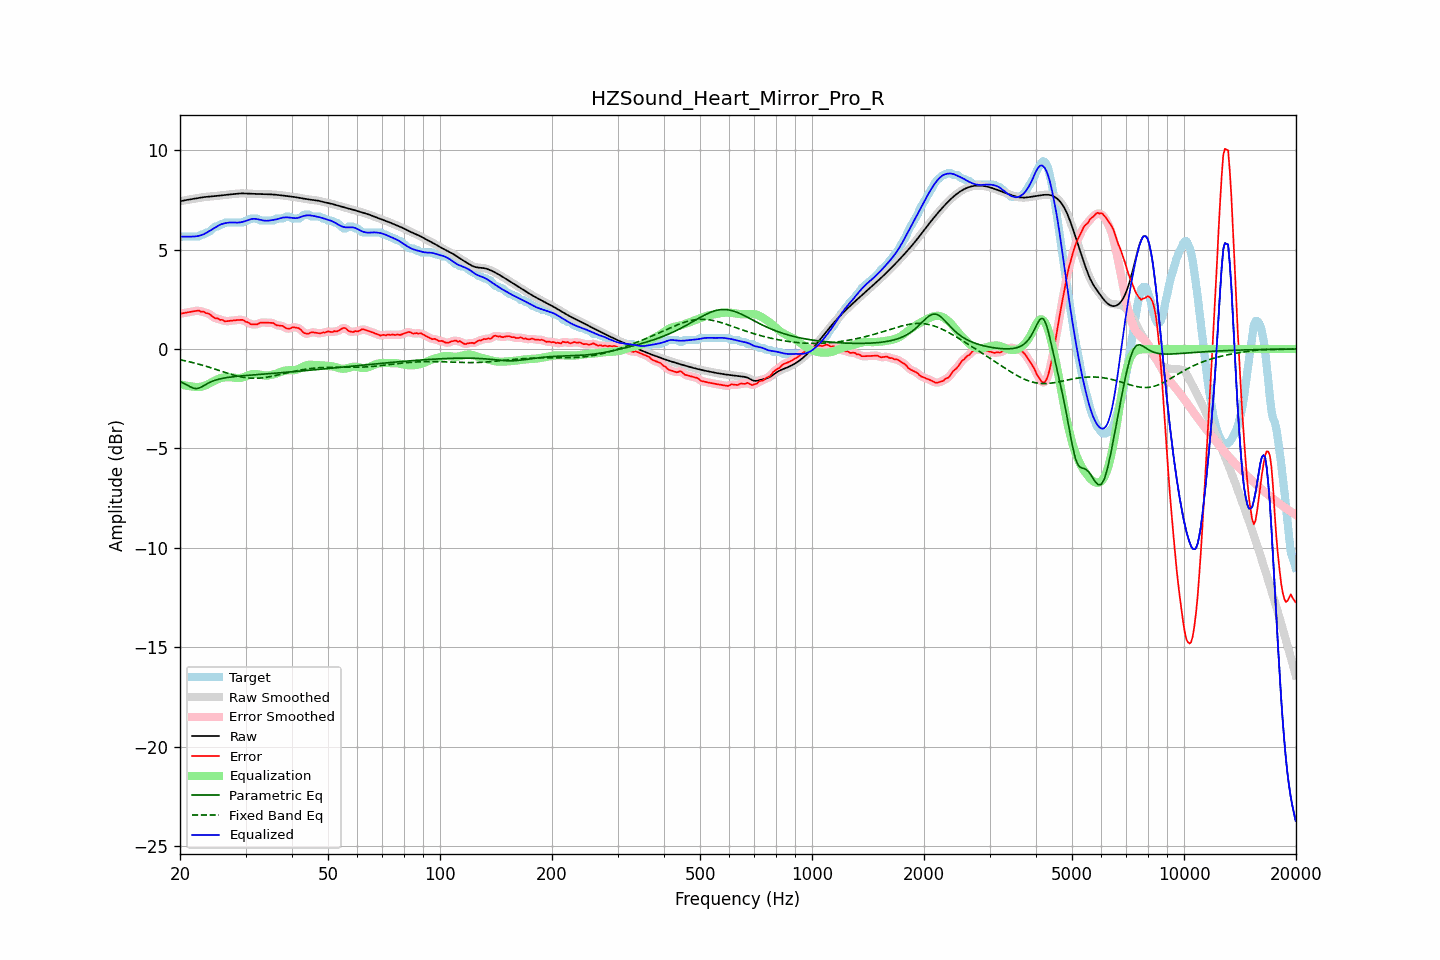 HZSound_Heart_Mirror_Pro_R
Amplitude (dBr)
10
5
0
−5
−10
−15
−20
−25
Target
Raw Smoothed
Error Smoothed
Raw
Error
Equalization
Parametric Eq
Fixed Band Eq
Equalized
20 50 100 200 500 1000 2000 5000 10000 20000
Frequency (Hz)